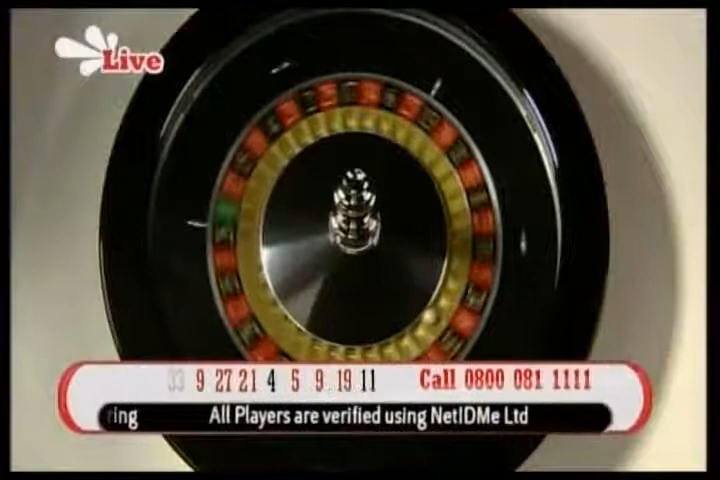 Live
33 9 27 21 4 5 9 19 11 Call 0800 081 1111
ring All Players are verified using NetIDMe Ltd